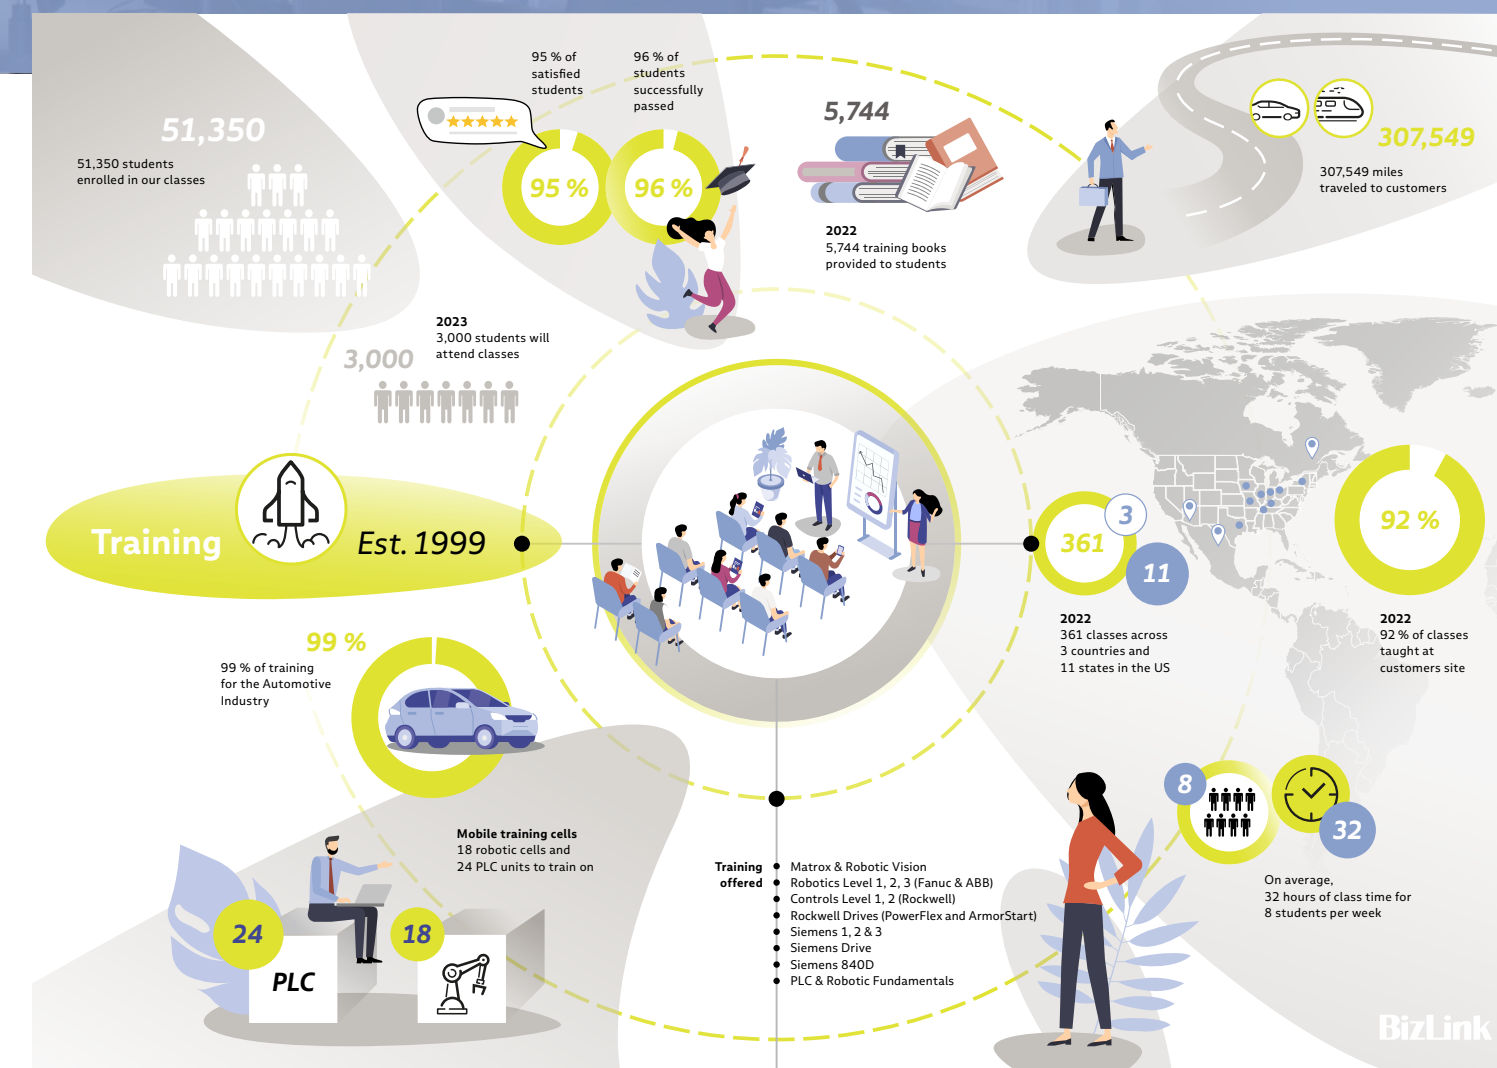 51,350
51,350 students
enrolled in our classes
95 % of
satisfied
students
96 % of
students
successfully
passed
95 %
96 %
5,744
2022
5,744 training books
provided to students
307,549
307,549 miles
traveled to customers
2023
3,000 students will
attend classes
3,000
Training
Est. 1999
361
3
11
2022
361 classes across
3 countries and
11 states in the US
92 %
2022
92 % of classes
taught at
customers site
99 %
99 % of training
for the Automotive
Industry
Mobile training cells
18 robotic cells and
24 PLC units to train on
24
PLC
18
Training
offered
Matrox & Robotic Vision
Robotics Level 1, 2, 3 (Fanuc & ABB)
Controls Level 1, 2 (Rockwell)
Rockwell Drives (PowerFlex and ArmorStart)
Siemens 1, 2 & 3
Siemens Drive
Siemens 840D
PLC & Robotic Fundamentals
8
32
On average,
32 hours of class time for
8 students per week
BizLink